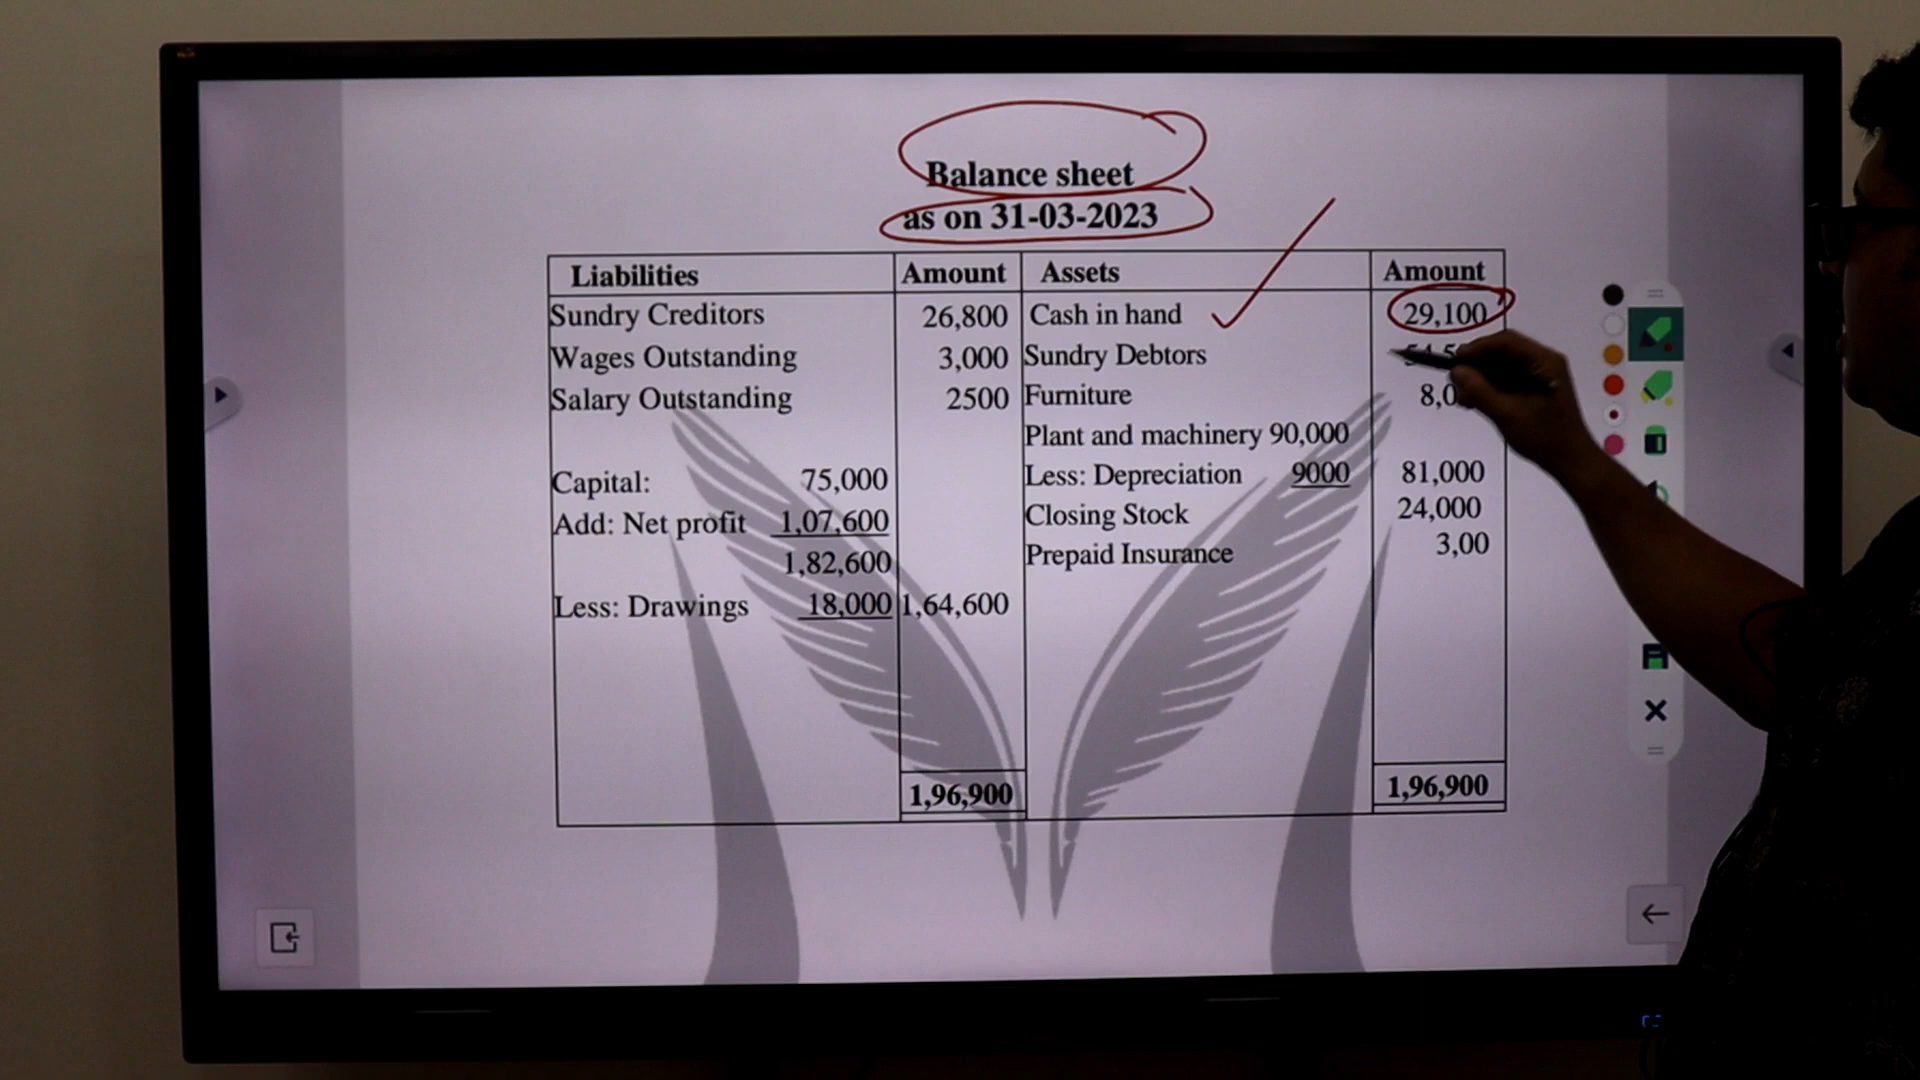 Balance sheet
as on 31-03-2023
Liabilities Amount Assets Amount
Sundry Creditors 26,800 Cash in hand 29,100
Wages Outstanding 3,000 Sundry Debtors
Salary Outstanding 2500 Furniture
Plant and machinery 90,000
Capital: 75,000 Less: Depreciation 9000 81,000
Add: Net profit 1,07,600 Closing Stock 24,000
1,82,600 Prepaid Insurance 3,00
Less: Drawings 18,000 1,64,600
1,96,900 1,96,900